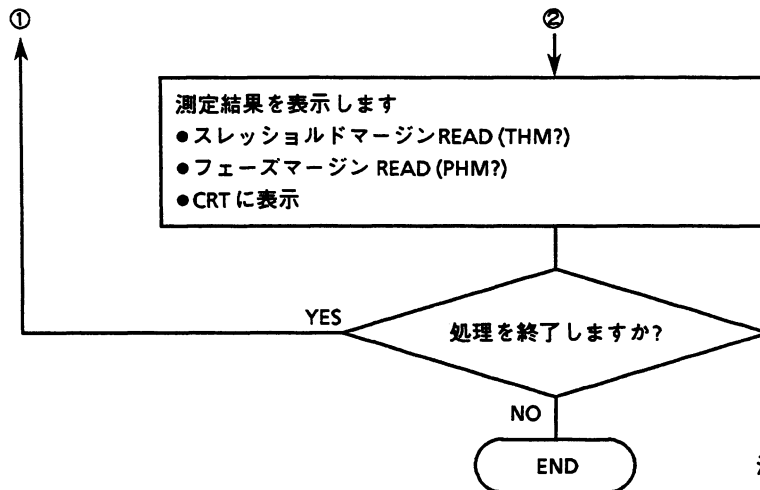 ①
②
測定結果を表示します
●スレッショルドマージンREAD (THM?)
●フェーズマージン READ (PHM?)
●CRT に表示
YES
処理を終了しますか?
NO
END